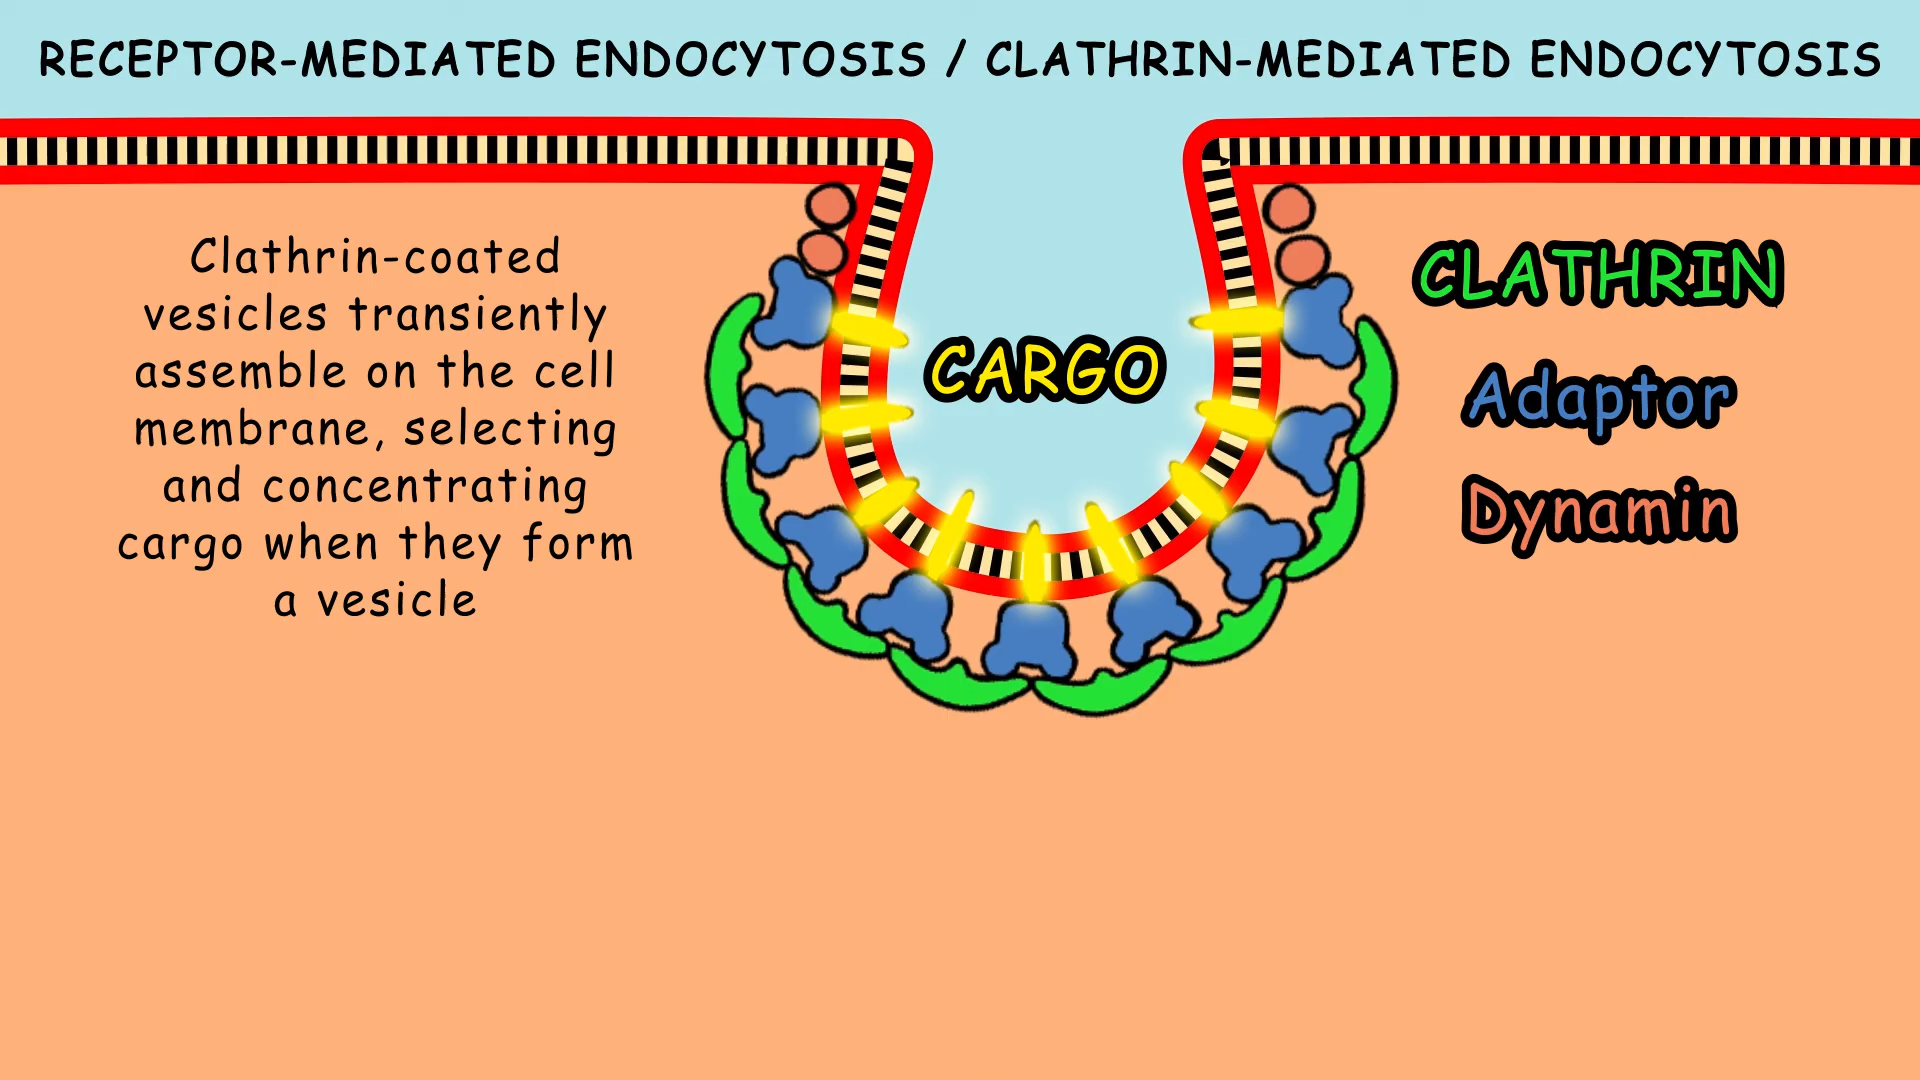 RECEPTOR-MEDIATED ENDOCYTOSIS / CLATHRIN-MEDIATED ENDOCYTOSIS
Clathrin-coated
vesicles transiently
assemble on the cell
membrane, selecting
and concentrating
cargo when they form
a vesicle
CARGO
CLATHRIN
Adaptor
Dynamin